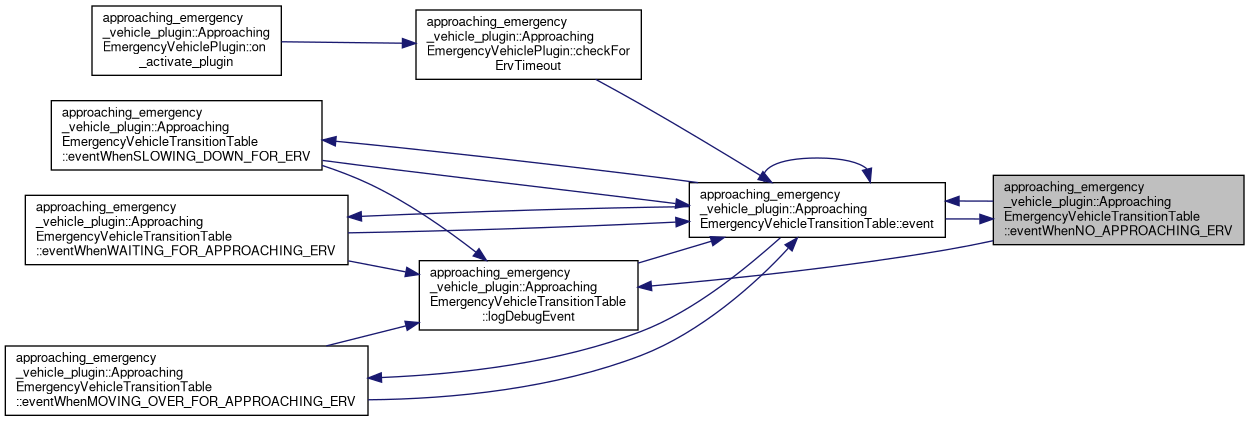 approaching_emergency
_vehicle_plugin::Approaching
EmergencyVehiclePlugin::on
_activate_plugin
approaching_emergency
_vehicle_plugin::Approaching
EmergencyVehiclePlugin::checkFor
ErvTimeout
approaching_emergency
_vehicle_plugin::Approaching
EmergencyVehicleTransitionTable
::eventWhenSLOWING_DOWN_FOR_ERV
approaching_emergency
_vehicle_plugin::Approaching
EmergencyVehicleTransitionTable::event
approaching_emergency
_vehicle_plugin::Approaching
EmergencyVehicleTransitionTable
::eventWhenNO_APPROACHING_ERV
approaching_emergency
_vehicle_plugin::Approaching
EmergencyVehicleTransitionTable
::eventWhenWAITING_FOR_APPROACHING_ERV
approaching_emergency
_vehicle_plugin::Approaching
EmergencyVehicleTransitionTable
::logDebugEvent
approaching_emergency
_vehicle_plugin::Approaching
EmergencyVehicleTransitionTable
::eventWhenMOVING_OVER_FOR_APPROACHING_ERV